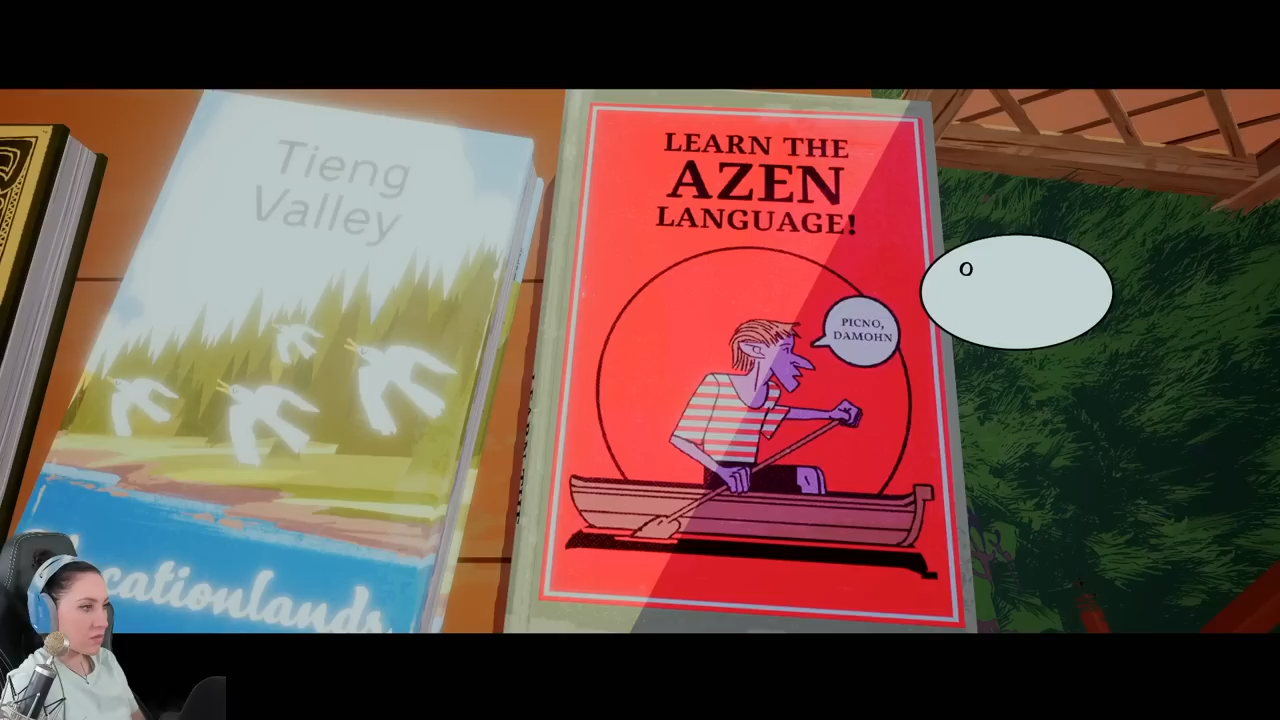 Tieng
Valley
cationlands
LEARN THE
AZEN
LANGUAGE!
PICNO,
DAMOHN
O